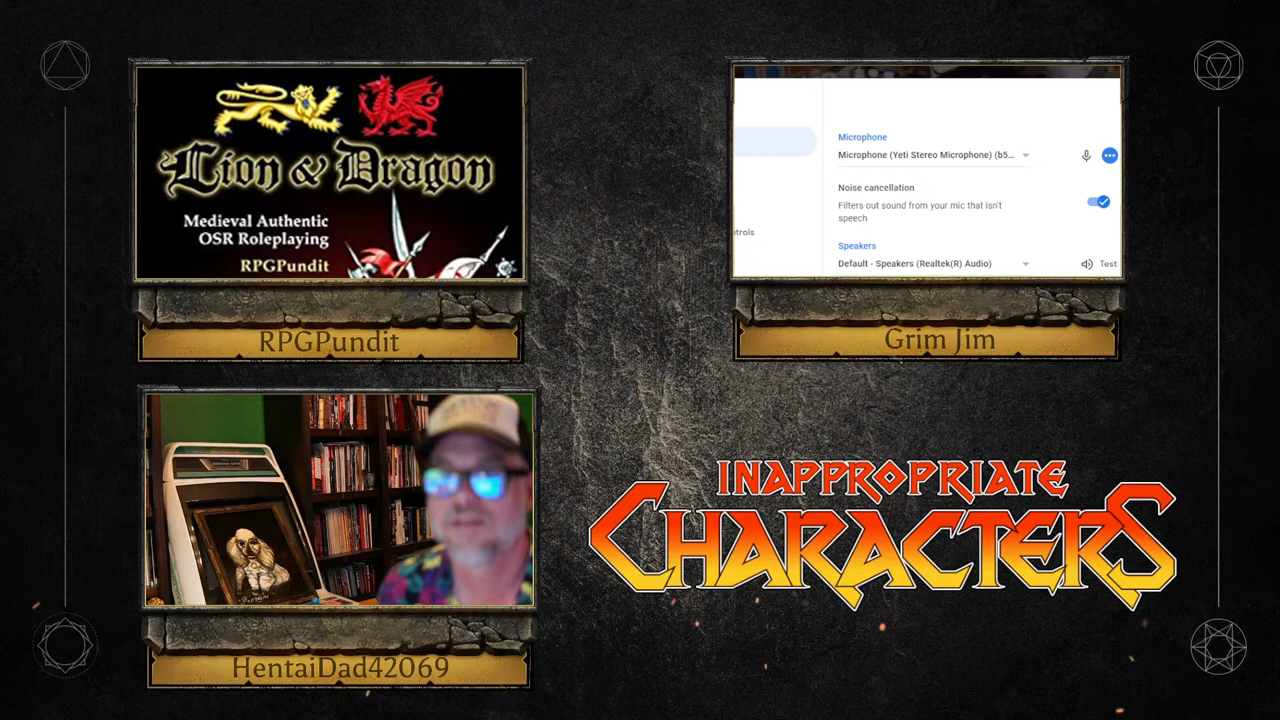 Lion & Dragon
Medieval Authentic
OSR Roleplaying
RPGPundit
RPGPundit
Microphone
Microphone (Yeti Stereo Microphone) (b5...
Noise cancellation
Filters out sound from your mic that isn't
speech
ntrols
Speakers
Default - Speakers (Realtek(R) Audio)
Test
Grim Jim
HentaiDad42069
INAPPROPRIATE
CHARACTERS